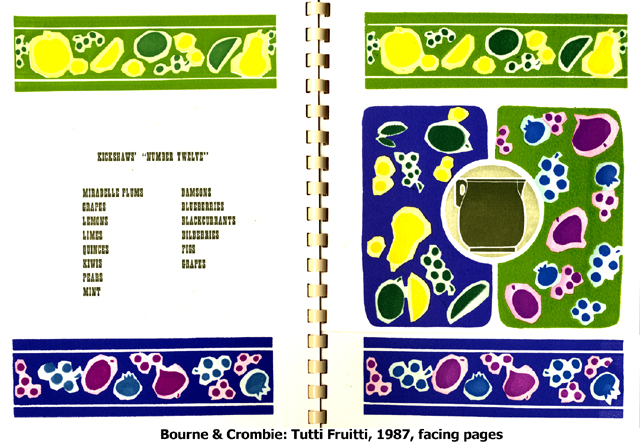 KICKSHAWS' "NUMBER TWELVE"
MIRABELLE PLUMS
GRAPES
LEMONS
LIMES
QUINCES
KIWIS
PEARS
MINT
DAMSONS
BLUEBERRIES
BLACKCURRANTS
BILBERRIES
FIGS
GRAPES
Bourne & Crombie: Tutti Fruitti, 1987, facing pages